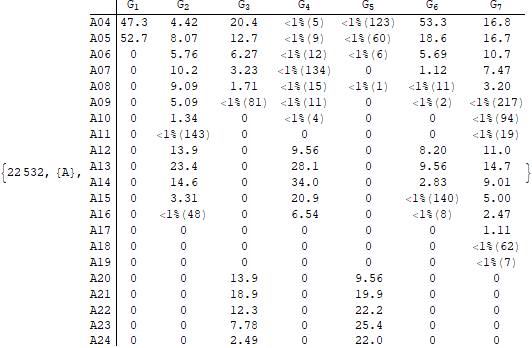 G1 G2 G3 G4 G5 G6 G7
A04 47.3 4.42 20.4 <1%(5) <1%(123) 53.3 16.8
A05 52.7 8.07 12.7 <1%(9) <1%(60) 18.6 16.7
A06 0 5.76 6.27 <1%(12) <1%(6) 5.69 10.7
A07 0 10.2 3.23 <1%(134) 0 1.12 7.47
A08 0 9.09 1.71 <1%(15) <1%(1) <1%(11) 3.20
A09 0 5.09 <1%(81) <1%(11) 0 <1%(2) <1%(217)
A10 0 1.34 0 <1%(4) 0 0 <1%(94)
A11 0 <1%(143) 0 0 0 0 <1%(19)
A12 0 13.9 0 9.56 0 8.20 11.0
{22532, {A}, A13 0 23.4 0 28.1 0 9.56 14.7 }
A14 0 14.6 0 34.0 0 2.83 9.01
A15 0 3.31 0 20.9 0 <1%(140) 5.00
A16 0 <1%(48) 0 6.54 0 <1%(8) 2.47
A17 0 0 0 0 0 0 1.11
A18 0 0 0 0 0 0 <1%(62)
A19 0 0 0 0 0 0 <1%(7)
A20 0 0 13.9 0 9.56 0 0
A21 0 0 18.9 0 19.9 0 0
A22 0 0 12.3 0 22.2 0 0
A23 0 0 7.78 0 25.4 0 0
A24 0 0 2.49 0 22.0 0 0